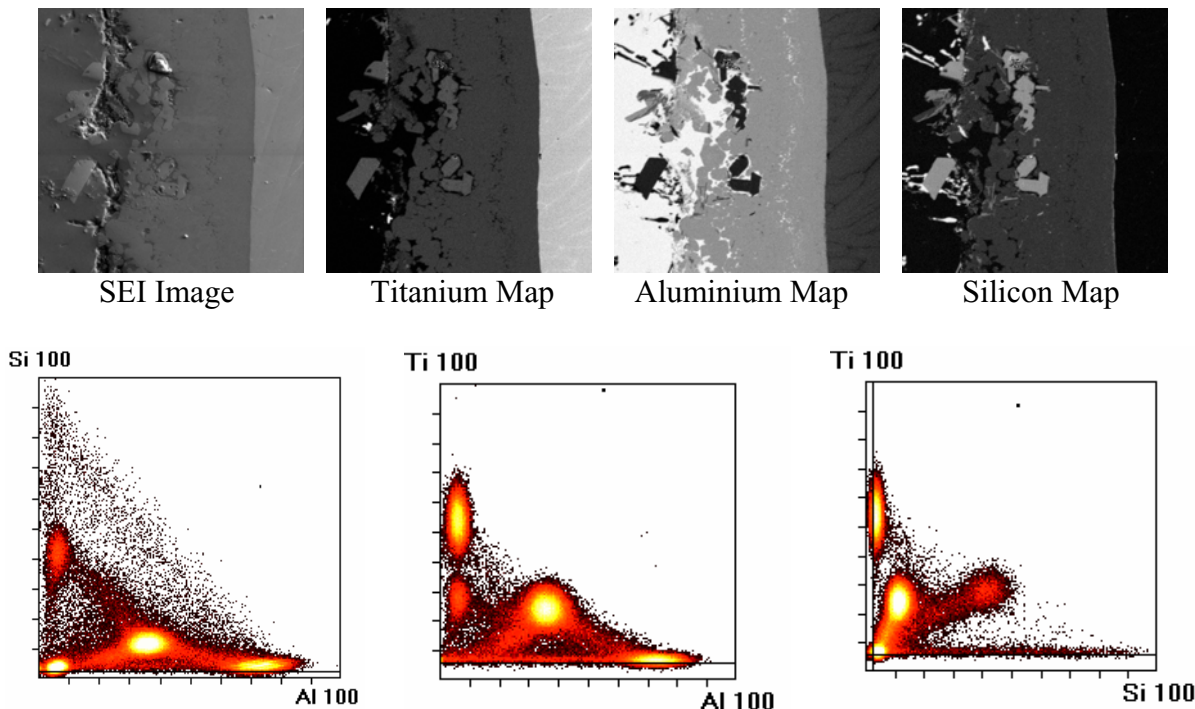 SEI Image
Titanium Map
Aluminium Map
Silicon Map
Si 100
Al 100
Ti 100
Al 100
Ti 100
Si 100